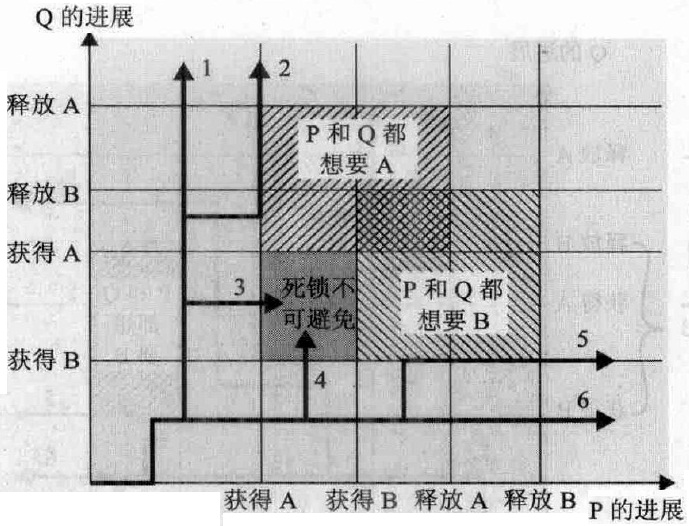 Q 的进展
1
2
释放 A
P 和 Q 都
想要 A
释放 B
获得 A
3
死锁不
可避免
P 和 Q 都
想要 B
5
获得 B
4
6
获得 A 获得 B 释放 A 释放 B P 的进展